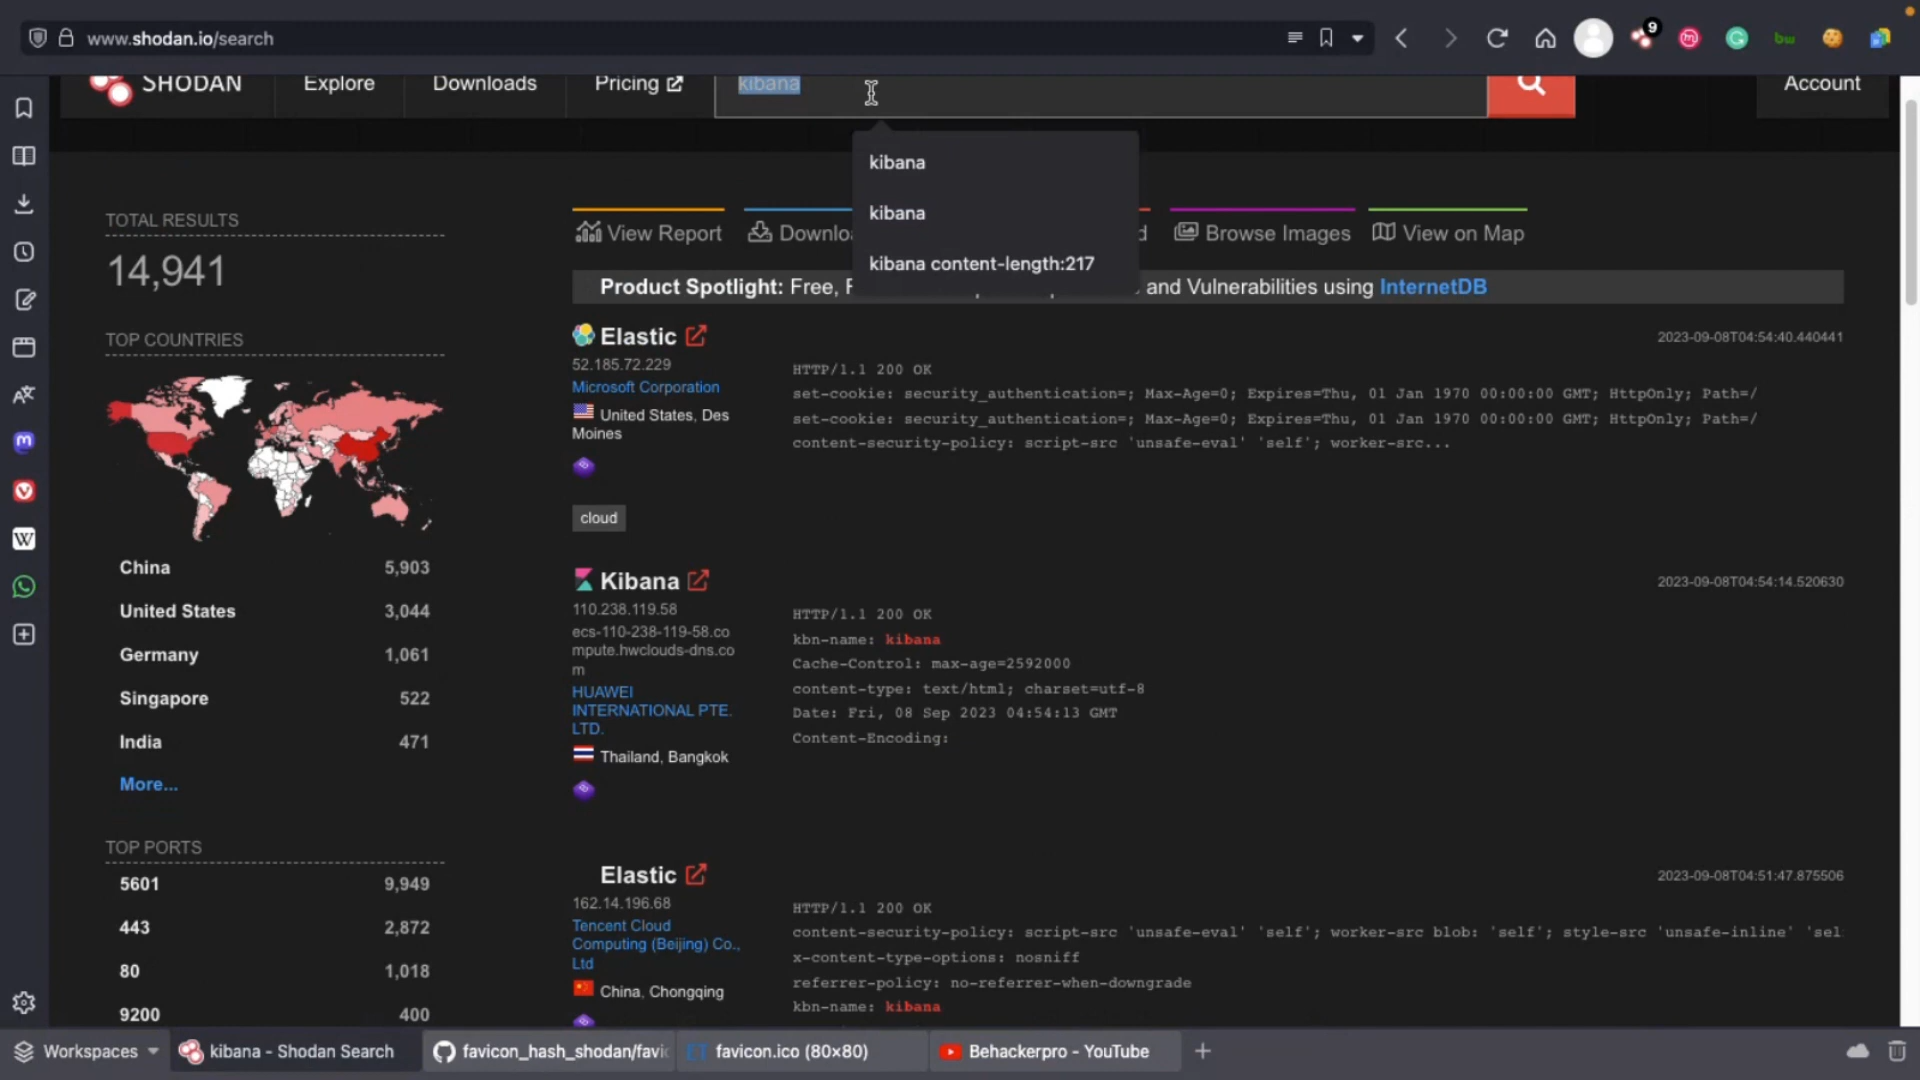 www.shodan.io/search
9
bw
SHODAN
Explore
Downloads
Pricing
kibana
Account
kibana
kibana
kibana content-length:217
TOTAL RESULTS
14,941
View Report
Downlo
d
Browse Images
View on Map
Product Spotlight: Free, F
and Vulnerabilities using InternetDB
TOP COUNTRIES
China 5,903
United States 3,044
Germany 1,061
Singapore 522
India 471
More...
TOP PORTS
5601 9,949
443 2,872
80 1,018
9200 400
Elastic
2023-09-08T04:54:40.440441
52.185.72.229
Microsoft Corporation
United States, Des
Moines
cloud
HTTP/1.1 200 OK
set-cookie: security_authentication=; Max-Age=0; Expires=Thu, 01 Jan 1970 00:00:00 GMT; HttpOnly; Path=/
set-cookie: security_authentication=; Max-Age=0; Expires=Thu, 01 Jan 1970 00:00:00 GMT; HttpOnly; Path=/
content-security-policy: script-src 'unsafe-eval' 'self'; worker-src...
Kibana
2023-09-08T04:54:14.520630
110.238.119.58
ecs-110-238-119-58.co
mpute.hwclouds-dns.co
m
HUAWEI
INTERNATIONAL PTE.
LTD.
Thailand, Bangkok
HTTP/1.1 200 OK
kbn-name: kibana
Cache-Control: max-age=2592000
content-type: text/html; charset=utf-8
Date: Fri, 08 Sep 2023 04:54:13 GMT
Content-Encoding:
Elastic
2023-09-08T04:51:47.875506
162.14.196.68
Tencent Cloud
Computing (Beijing) Co.,
Ltd
China, Chongqing
HTTP/1.1 200 OK
content-security-policy: script-src 'unsafe-eval' 'self'; worker-src blob: 'self'; style-src 'unsafe-inline' 'sel
x-content-type-options: nosniff
referrer-policy: no-referrer-when-downgrade
kbn-name: kibana
Workspaces
kibana - Shodan Search
favicon_hash_shodan/favic
favicon.ico (80×80)
Behackerpro - YouTube